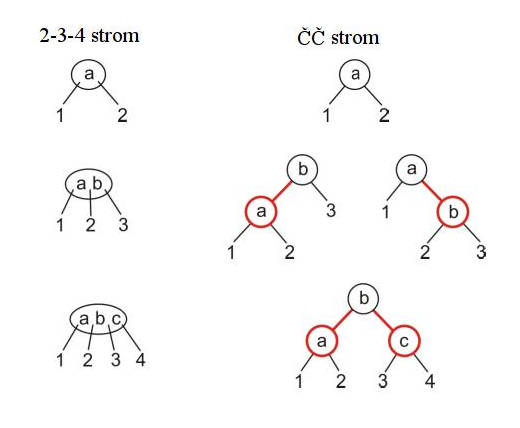 2-3-4 strom ČČ strom
a a
1 2 1 2
b a
a b a 3 1 b
1 2 3 1 2 2 3
b
a b c a c
1 2 3 4 1 2 3 4